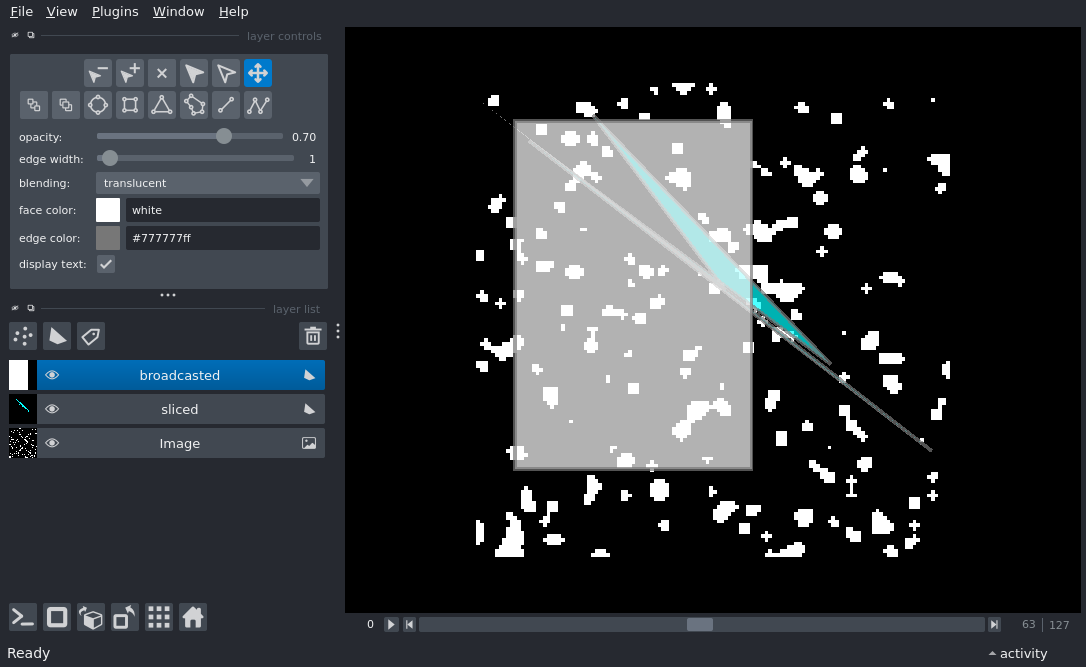 File View Plugins Window Help
layer controls
opacity: 0.70
edge width: 1
blending: translucent
face color: white
edge color: #777777ff
display text:
layer list
broadcasted
sliced
Image
0 63 127
Ready activity